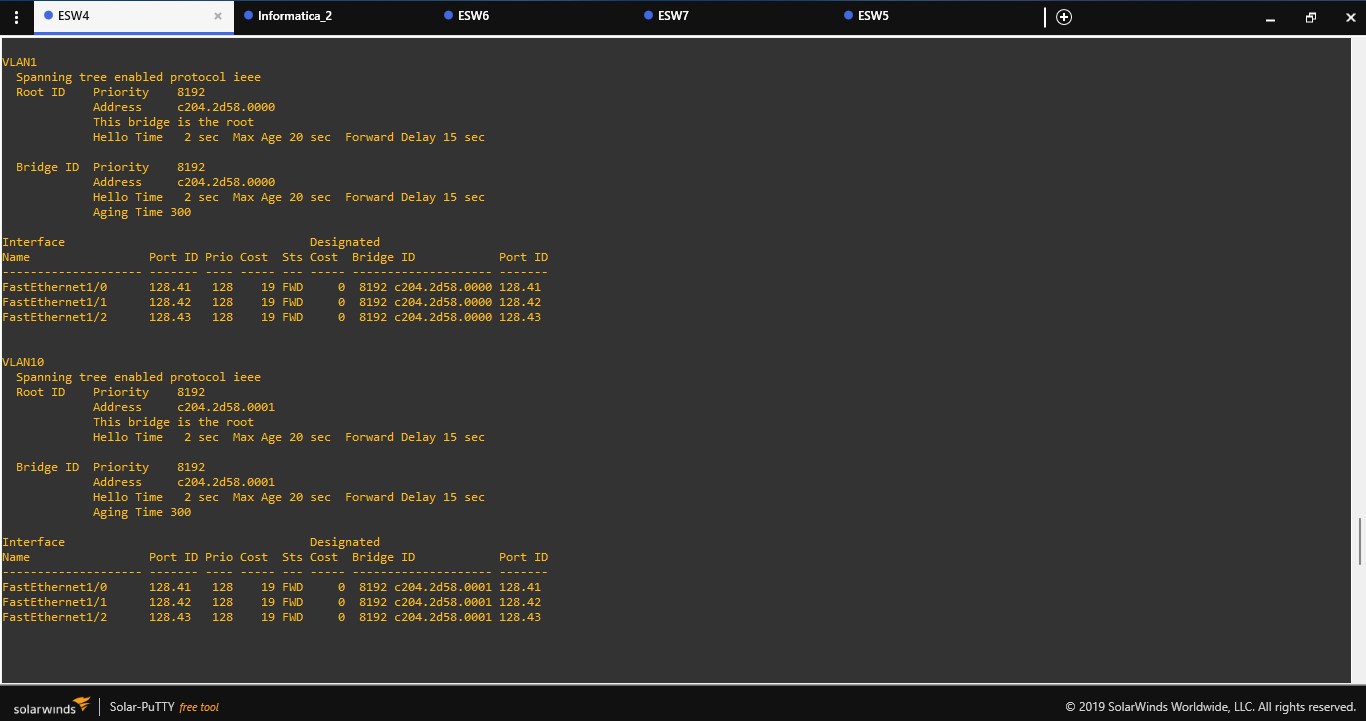 ESW4 × Informatica_2 ESW6 ESW7 ESW5
VLAN1
  Spanning tree enabled protocol ieee
  Root ID    Priority    8192
             Address     c204.2d58.0000
             This bridge is the root
             Hello Time   2 sec  Max Age 20 sec  Forward Delay 15 sec
  Bridge ID  Priority    8192
             Address     c204.2d58.0000
             Hello Time   2 sec  Max Age 20 sec  Forward Delay 15 sec
             Aging Time 300
Interface                                   Designated
Name                 Port ID Prio Cost  Sts Cost  Bridge ID            Port ID
-------------------- ------- ---- ----- --- ----- -------------------- -------
FastEthernet1/0      128.41   128    19 FWD     0  8192 c204.2d58.0000 128.41
FastEthernet1/1      128.42   128    19 FWD     0  8192 c204.2d58.0000 128.42
FastEthernet1/2      128.43   128    19 FWD     0  8192 c204.2d58.0000 128.43
VLAN10
  Spanning tree enabled protocol ieee
  Root ID    Priority    8192
             Address     c204.2d58.0001
             This bridge is the root
             Hello Time   2 sec  Max Age 20 sec  Forward Delay 15 sec
  Bridge ID  Priority    8192
             Address     c204.2d58.0001
             Hello Time   2 sec  Max Age 20 sec  Forward Delay 15 sec
             Aging Time 300
Interface                                   Designated
Name                 Port ID Prio Cost  Sts Cost  Bridge ID            Port ID
-------------------- ------- ---- ----- --- ----- -------------------- -------
FastEthernet1/0      128.41   128    19 FWD     0  8192 c204.2d58.0001 128.41
FastEthernet1/1      128.42   128    19 FWD     0  8192 c204.2d58.0001 128.42
FastEthernet1/2      128.43   128    19 FWD     0  8192 c204.2d58.0001 128.43
solarwinds Solar-PuTTY free tool © 2019 SolarWinds Worldwide, LLC. All rights reserved.